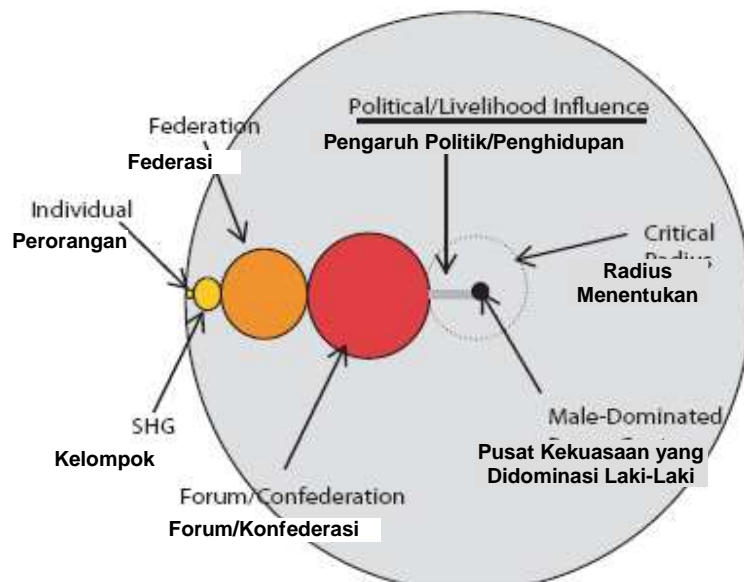 Political/Livelihood Influence
Pengaruh Politik/Penghidupan
Federation
Federasi
Individual
Perorangan
Critical
Radius
Menentukan
SHG
Kelompok
Male-Dominated
Pusat Kekuasaan yang
Didominasi Laki-Laki
Forum/Confederation
Forum/Konfederasi